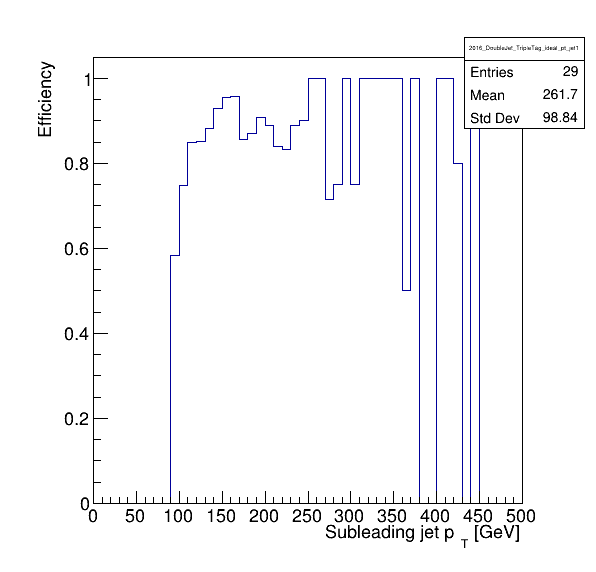 2016_DoubleJet_TripleTag_ideal_pt_jet1
Entries 29
Mean 261.7
Std Dev 98.84
Efficiency
1
0.8
0.6
0.4
0.2
0
0 50 100 150 200 250 300 350 400 450 500
Subleading jet p T [GeV]